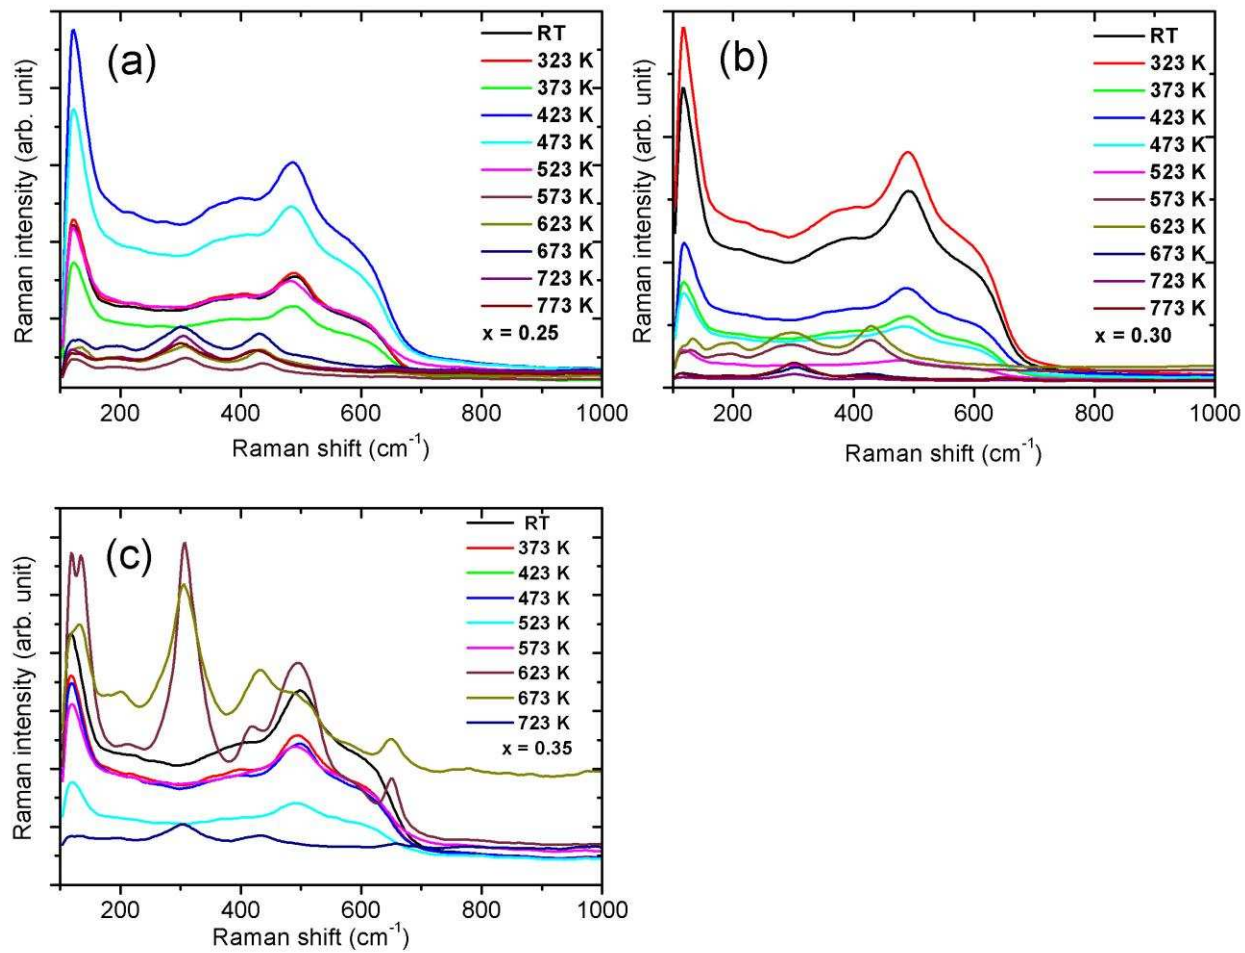 (a)
Raman intensity (arb. unit)
RT
323 K
373 K
423 K
473 K
523 K
573 K
623 K
673 K
723 K
773 K
x = 0.25
200 400 600 800 1000
Raman shift (cm-1)
(b)
Raman intensity (arb. unit)
RT
323 K
373 K
423 K
473 K
523 K
573 K
623 K
673 K
723 K
773 K
x = 0.30
200 400 600 800 1000
Raman shift (cm-1)
(c)
Raman intensity (arb. unit)
RT
373 K
423 K
473 K
523 K
573 K
623 K
673 K
723 K
x = 0.35
200 400 600 800 1000
Raman shift (cm-1)